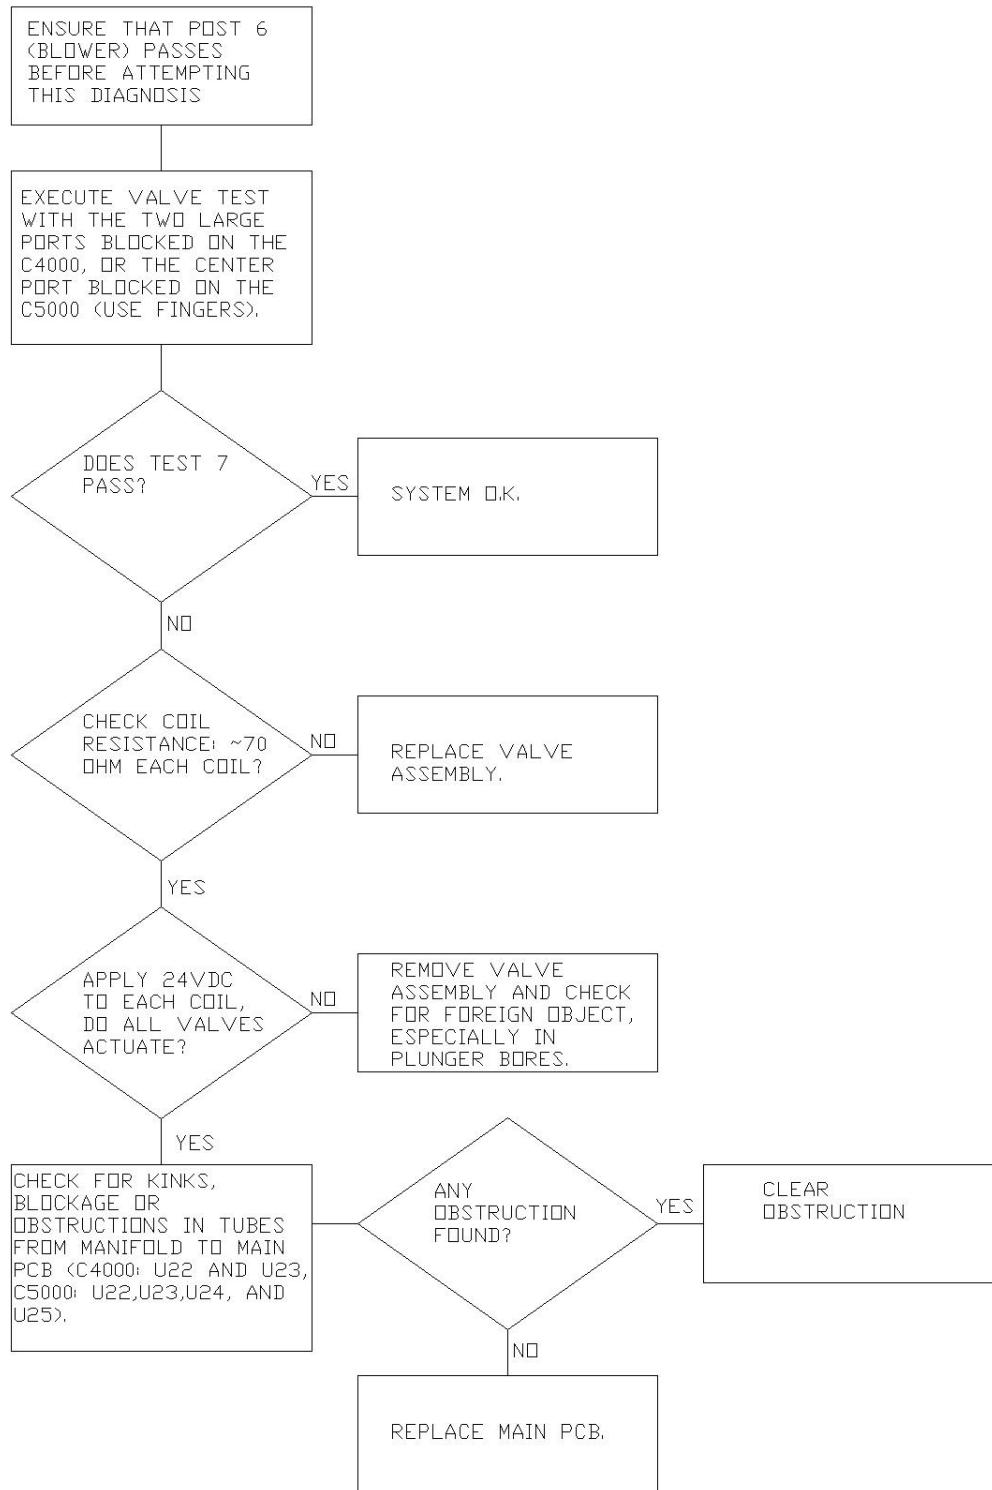 ENSURE THAT POST 6
(BLOWER) PASSES
BEFORE ATTEMPTING
THIS DIAGNOSIS
EXECUTE VALVE TEST
WITH THE TWO LARGE
PORTS BLOCKED ON THE
C4000, OR THE CENTER
PORT BLOCKED ON THE
C5000 (USE FINGERS).
DOES TEST 7
PASS?
YES
SYSTEM O.K.
NO
CHECK COIL
RESISTANCE: ~70
OHM EACH COIL?
NO
REPLACE VALVE
ASSEMBLY.
YES
APPLY 24VDC
TO EACH COIL,
DO ALL VALVES
ACTUATE?
NO
REMOVE VALVE
ASSEMBLY AND CHECK
FOR FOREIGN OBJECT,
ESPECIALLY IN
PLUNGER BORES.
YES
CHECK FOR KINKS,
BLOCKAGE OR
OBSTRUCTIONS IN TUBES
FROM MANIFOLD TO MAIN
PCB (C4000: U22 AND U23,
C5000: U22,U23,U24, AND
U25).
ANY
OBSTRUCTION
FOUND?
YES
CLEAR
OBSTRUCTION
NO
REPLACE MAIN PCB.